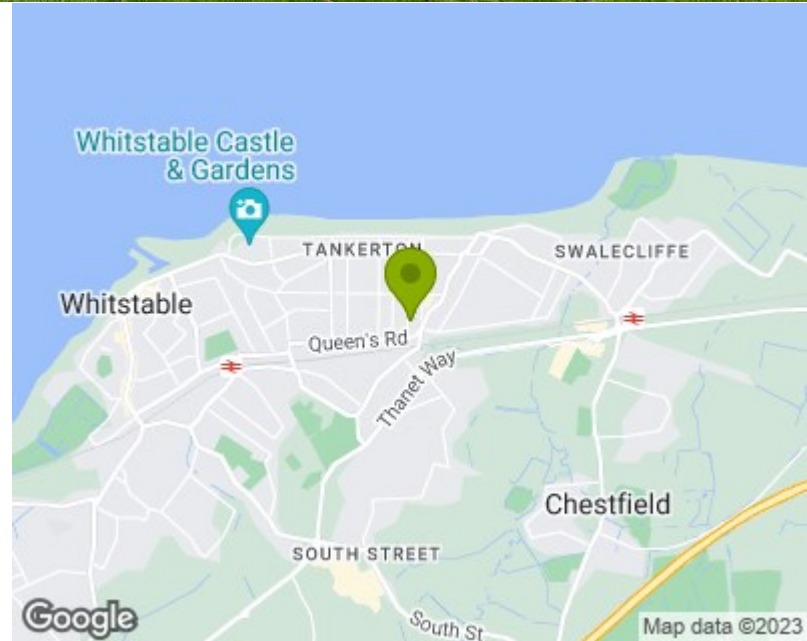 Whitstable Castle
& Gardens
TANKERTON
SWALECLIFFE
Whitstable
Queen's Rd
Thanet Way
Chestfield
SOUTH STREET
South St
Google
Map data ©2023